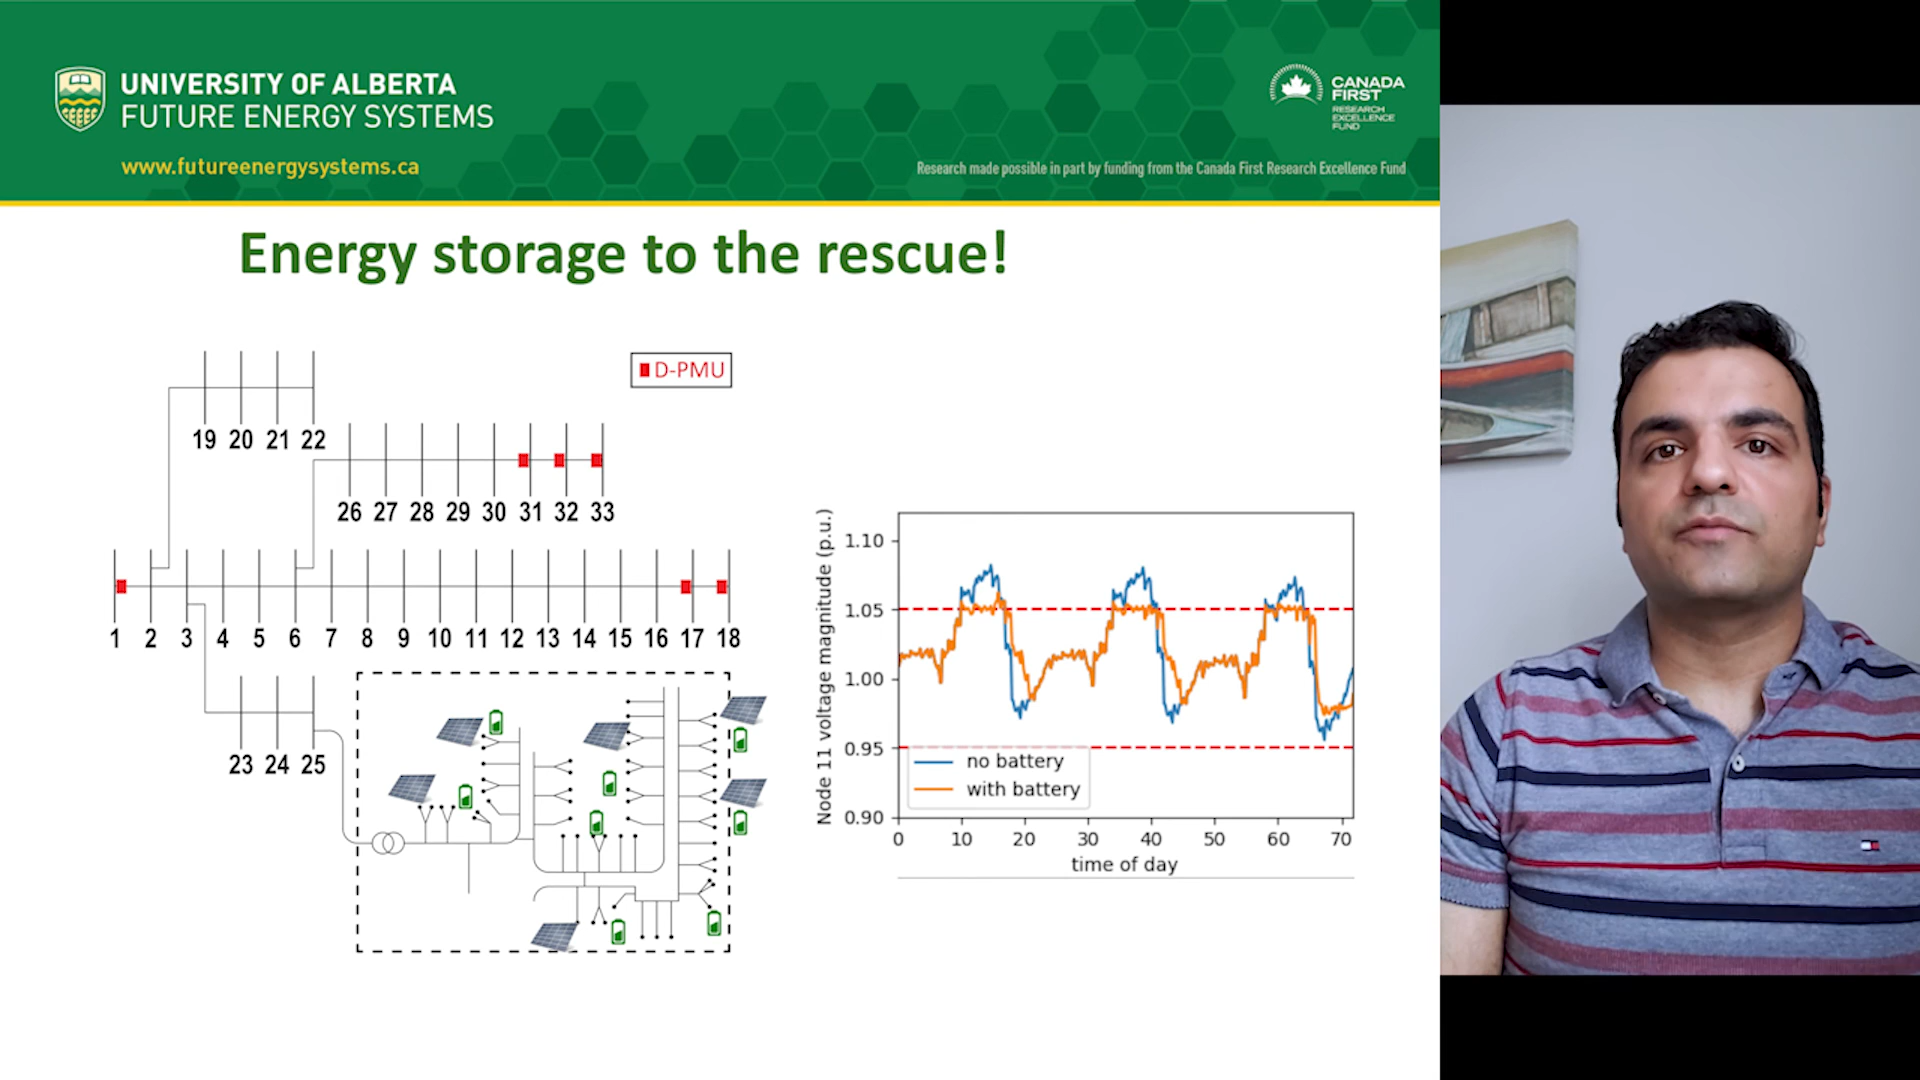 UNIVERSITY OF ALBERTA
FUTURE ENERGY SYSTEMS
www.futureenergysystems.ca
CANADA
FIRST
RESEARCH
EXCELLENCE
FUND
Research made possible in part by funding from the Canada First Research Excellence Fund
Energy storage to the rescue!
D-PMU
19 20 21 22
26 27 28 29 30 31 32 33
1 2 3 4 5 6 7 8 9 10 11 12 13 14 15 16 17 18
23 24 25
Node 11 voltage magnitude (p.u.)
1.10
1.05
1.00
0.95
0.90
no battery
with battery
0 10 20 30 40 50 60 70
time of day